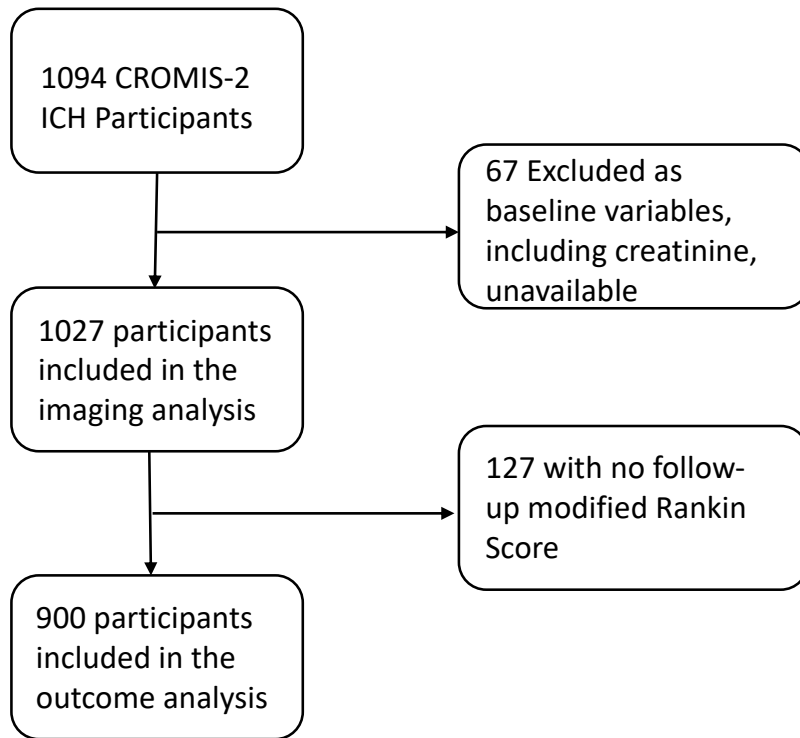 1094 CROMIS-2
ICH Participants
67 Excluded as
baseline variables,
including creatinine,
unavailable
1027 participants
included in the
imaging analysis
127 with no follow-
up modified Rankin
Score
900 participants
included in the
outcome analysis